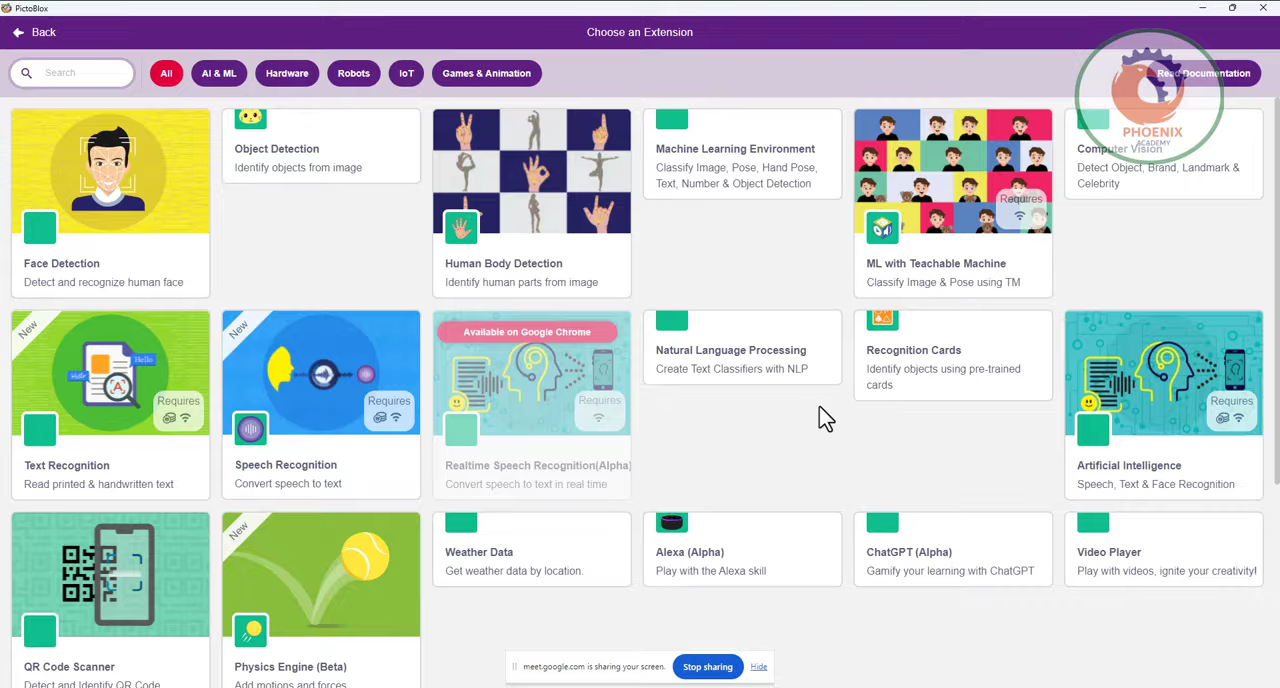 PictoBlox
Back
Choose an Extension
Search
All
AI & ML
Hardware
Robots
IoT
Games & Animation
Read Documentation
PHOENIX
ACADEMY
Face Detection
Detect and recognize human face
Object Detection
Identify objects from image
Human Body Detection
Identify human parts from image
Machine Learning Environment
Classify Image, Pose, Hand Pose,
Text, Number & Object Detection
Requires
ML with Teachable Machine
Classify Image & Pose using TM
Computer Vision
Detect Object, Brand, Landmark &
Celebrity
New
Hello
Hello
A
Requires
Text Recognition
Read printed & handwritten text
New
Requires
Speech Recognition
Convert speech to text
Available on Google Chrome
Requires
Realtime Speech Recognition(Alpha)
Convert speech to text in real time
Natural Language Processing
Create Text Classifiers with NLP
Recognition Cards
Identify objects using pre-trained
cards
Requires
Artificial Intelligence
Speech, Text & Face Recognition
QR Code Scanner
Detect and Identify QR Code
New
Physics Engine (Beta)
Add motions and forces
Weather Data
Get weather data by location.
Alexa (Alpha)
Play with the Alexa skill
ChatGPT (Alpha)
Gamify your learning with ChatGPT
Video Player
Play with videos, ignite your creativity!
meet.google.com is sharing your screen.
Stop sharing
Hide